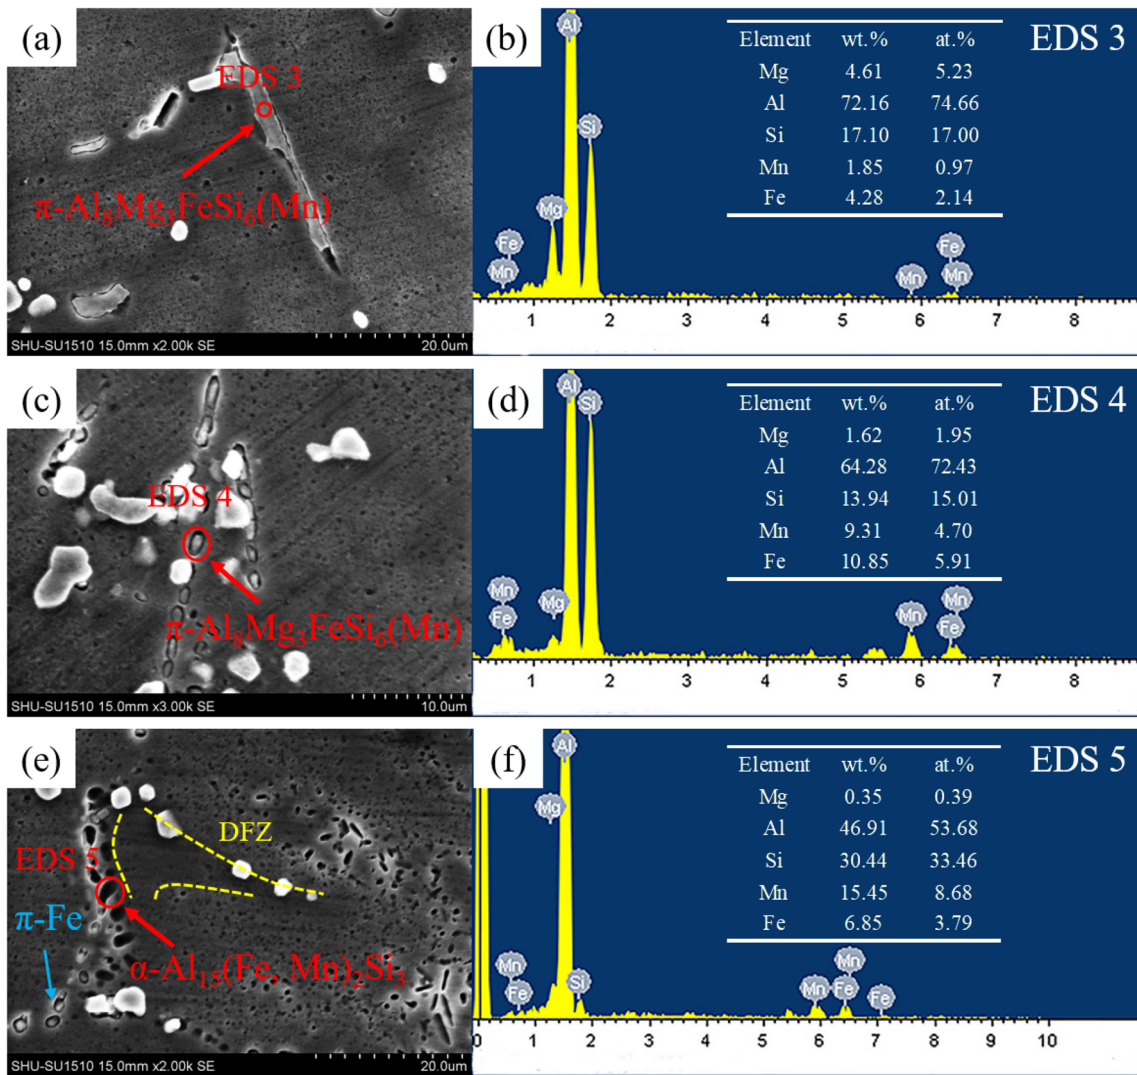 (a)
EDS 3
π-Al₈Mg₃FeSi₆(Mn)
SHU-SU1510 15.0mm x2.00k SE
20.0um
(b)
EDS 3
Element wt.% at.%
Mg 4.61 5.23
Al 72.16 74.66
Si 17.10 17.00
Mn 1.85 0.97
Fe 4.28 2.14
Al
Si
Mg
Fe
Mn
Fe
Mn
Mn
1 2 3 4 5 6 7 8
(c)
EDS 4
π-Al₈Mg₃FeSi₆(Mn)
SHU-SU1510 15.0mm x3.00k SE
10.0um
(d)
EDS 4
Element wt.% at.%
Mg 1.62 1.95
Al 64.28 72.43
Si 13.94 15.01
Mn 9.31 4.70
Fe 10.85 5.91
Al
Si
Mn
Fe
Mg
Mn
Mn
Fe
1 2 3 4 5 6 7 8
(e)
DFZ
EDS 5
π-Fe
α-Al₁₅(Fe, Mn)₂Si₃
SHU-SU1510 15.0mm x2.00k SE
20.0um
(f)
EDS 5
Element wt.% at.%
Mg 0.35 0.39
Al 46.91 53.68
Si 30.44 33.46
Mn 15.45 8.68
Fe 6.85 3.79
Al
Mg
Mn
Fe
Si
Mn
Mn
Fe
Fe
0 1 2 3 4 5 6 7 8 9 10